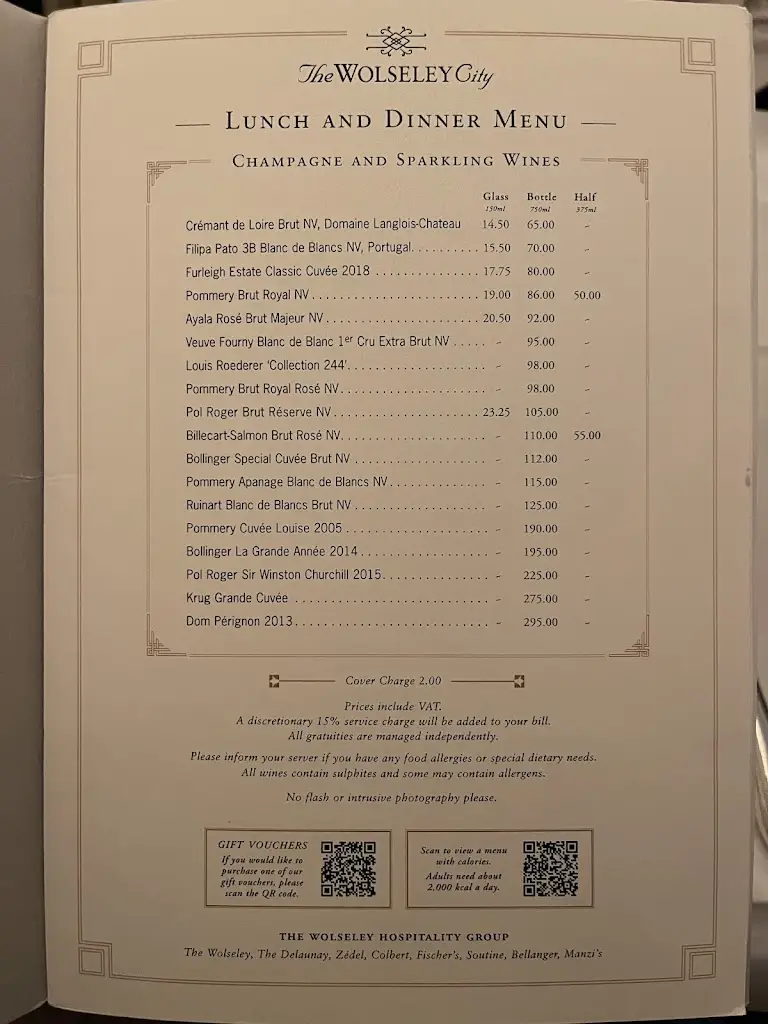 The WOLSELEY City
LUNCH AND DINNER MENU
CHAMPAGNE AND SPARKLING WINES
Glass Bottle Half
150ml 750ml 375ml
Crémant de Loire Brut NV, Domaine Langlois-Chateau 14.50 65.00 -
Filipa Pato 3B Blanc de Blancs NV, Portugal.......... 15.50 70.00 -
Furleigh Estate Classic Cuvée 2018 ............... 17.75 80.00 -
Pommery Brut Royal NV........................ 19.00 86.00 50.00
Ayala Rosé Brut Majeur NV...................... 20.50 92.00 -
Veuve Fourny Blanc de Blanc 1er Cru Extra Brut NV ..... - 95.00 -
Louis Roederer 'Collection 244'.................... - 98.00 -
Pommery Brut Royal Rosé NV..................... - 98.00 -
Pol Roger Brut Réserve NV...................... 23.25 105.00 -
Billecart-Salmon Brut Rosé NV..................... - 110.00 55.00
Bollinger Special Cuvée Brut NV ................... - 112.00 -
Pommery Apanage Blanc de Blancs NV.............. - 115.00 -
Ruinart Blanc de Blancs Brut NV ................... - 125.00 -
Pommery Cuvée Louise 2005 .................... - 190.00 -
Bollinger La Grande Année 2014 .................. - 195.00 -
Pol Roger Sir Winston Churchill 2015............... - 225.00 -
Krug Grande Cuvée ............................ - 275.00 -
Dom Pérignon 2013............................ - 295.00 -
Cover Charge 2.00
Prices include VAT.
A discretionary 15% service charge will be added to your bill.
All gratuities are managed independently.
Please inform your server if you have any food allergies or special dietary needs.
All wines contain sulphites and some may contain allergens.
No flash or intrusive photography please.
GIFT VOUCHERS
If you would like to
purchase one of our
gift vouchers, please
scan the QR code.
Scan to view a menu
with calories.
Adults need about
2,000 kcal a day.
THE WOLSELEY HOSPITALITY GROUP
The Wolseley, The Delaunay, Zédel, Colbert, Fischer's, Soutine, Bellanger, Manzi's